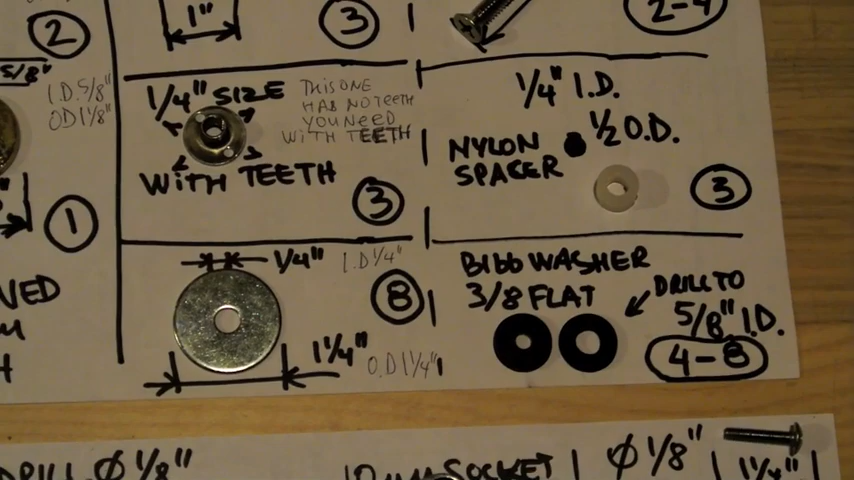 2
1"
3
2-4
5/8"
I.D. 5/8"
OD 1 1/8"
1
1/4" SIZE
THIS ONE
HAS NO TEETH
YOU NEED
WITH TEETH
WITH TEETH
3
1/4" I.D.
1/2 O.D.
NYLON
SPACER
3
1/4"
I.D 1/4"
8
1 1/4"
O.D 1 1/4"
BIBB WASHER
3/8 FLAT
DRILL TO
5/8" I.D.
4-8
DRILL Ø 1/8"
SOCKET
Ø 1/8"
1 1/4"